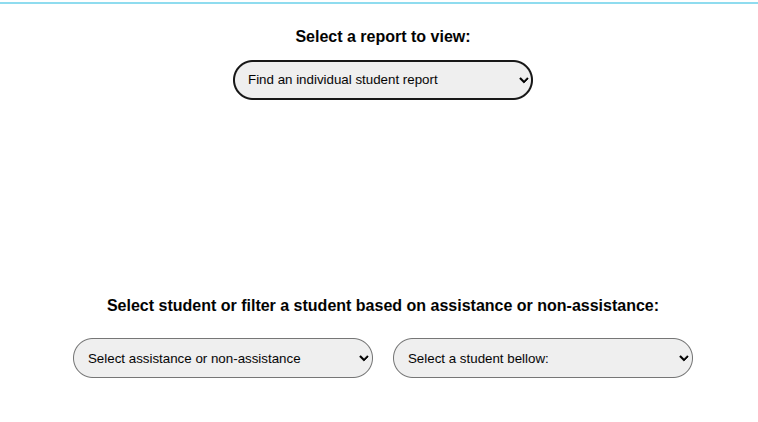 Select a report to view:
Find an individual student report
Select student or filter a student based on assistance or non-assistance:
Select assistance or non-assistance
Select a student bellow: